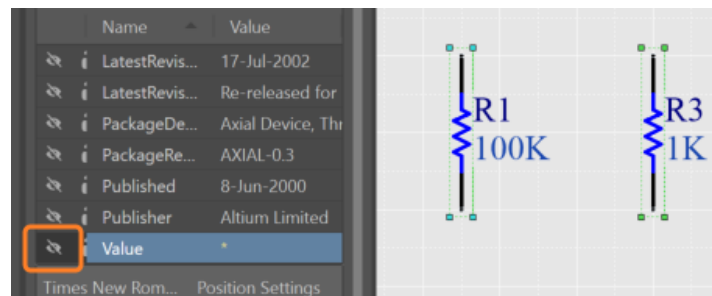 Name Value
LatestRevis... 17-Jul-2002
LatestRevis... Re-released for
PackageDe... Axial Device, Thr
PackageRe... AXIAL-0.3
Published 8-Jun-2000
Publisher Altium Limited
Value *
Times New Rom... Position Settings
R1
100K
R3
1K